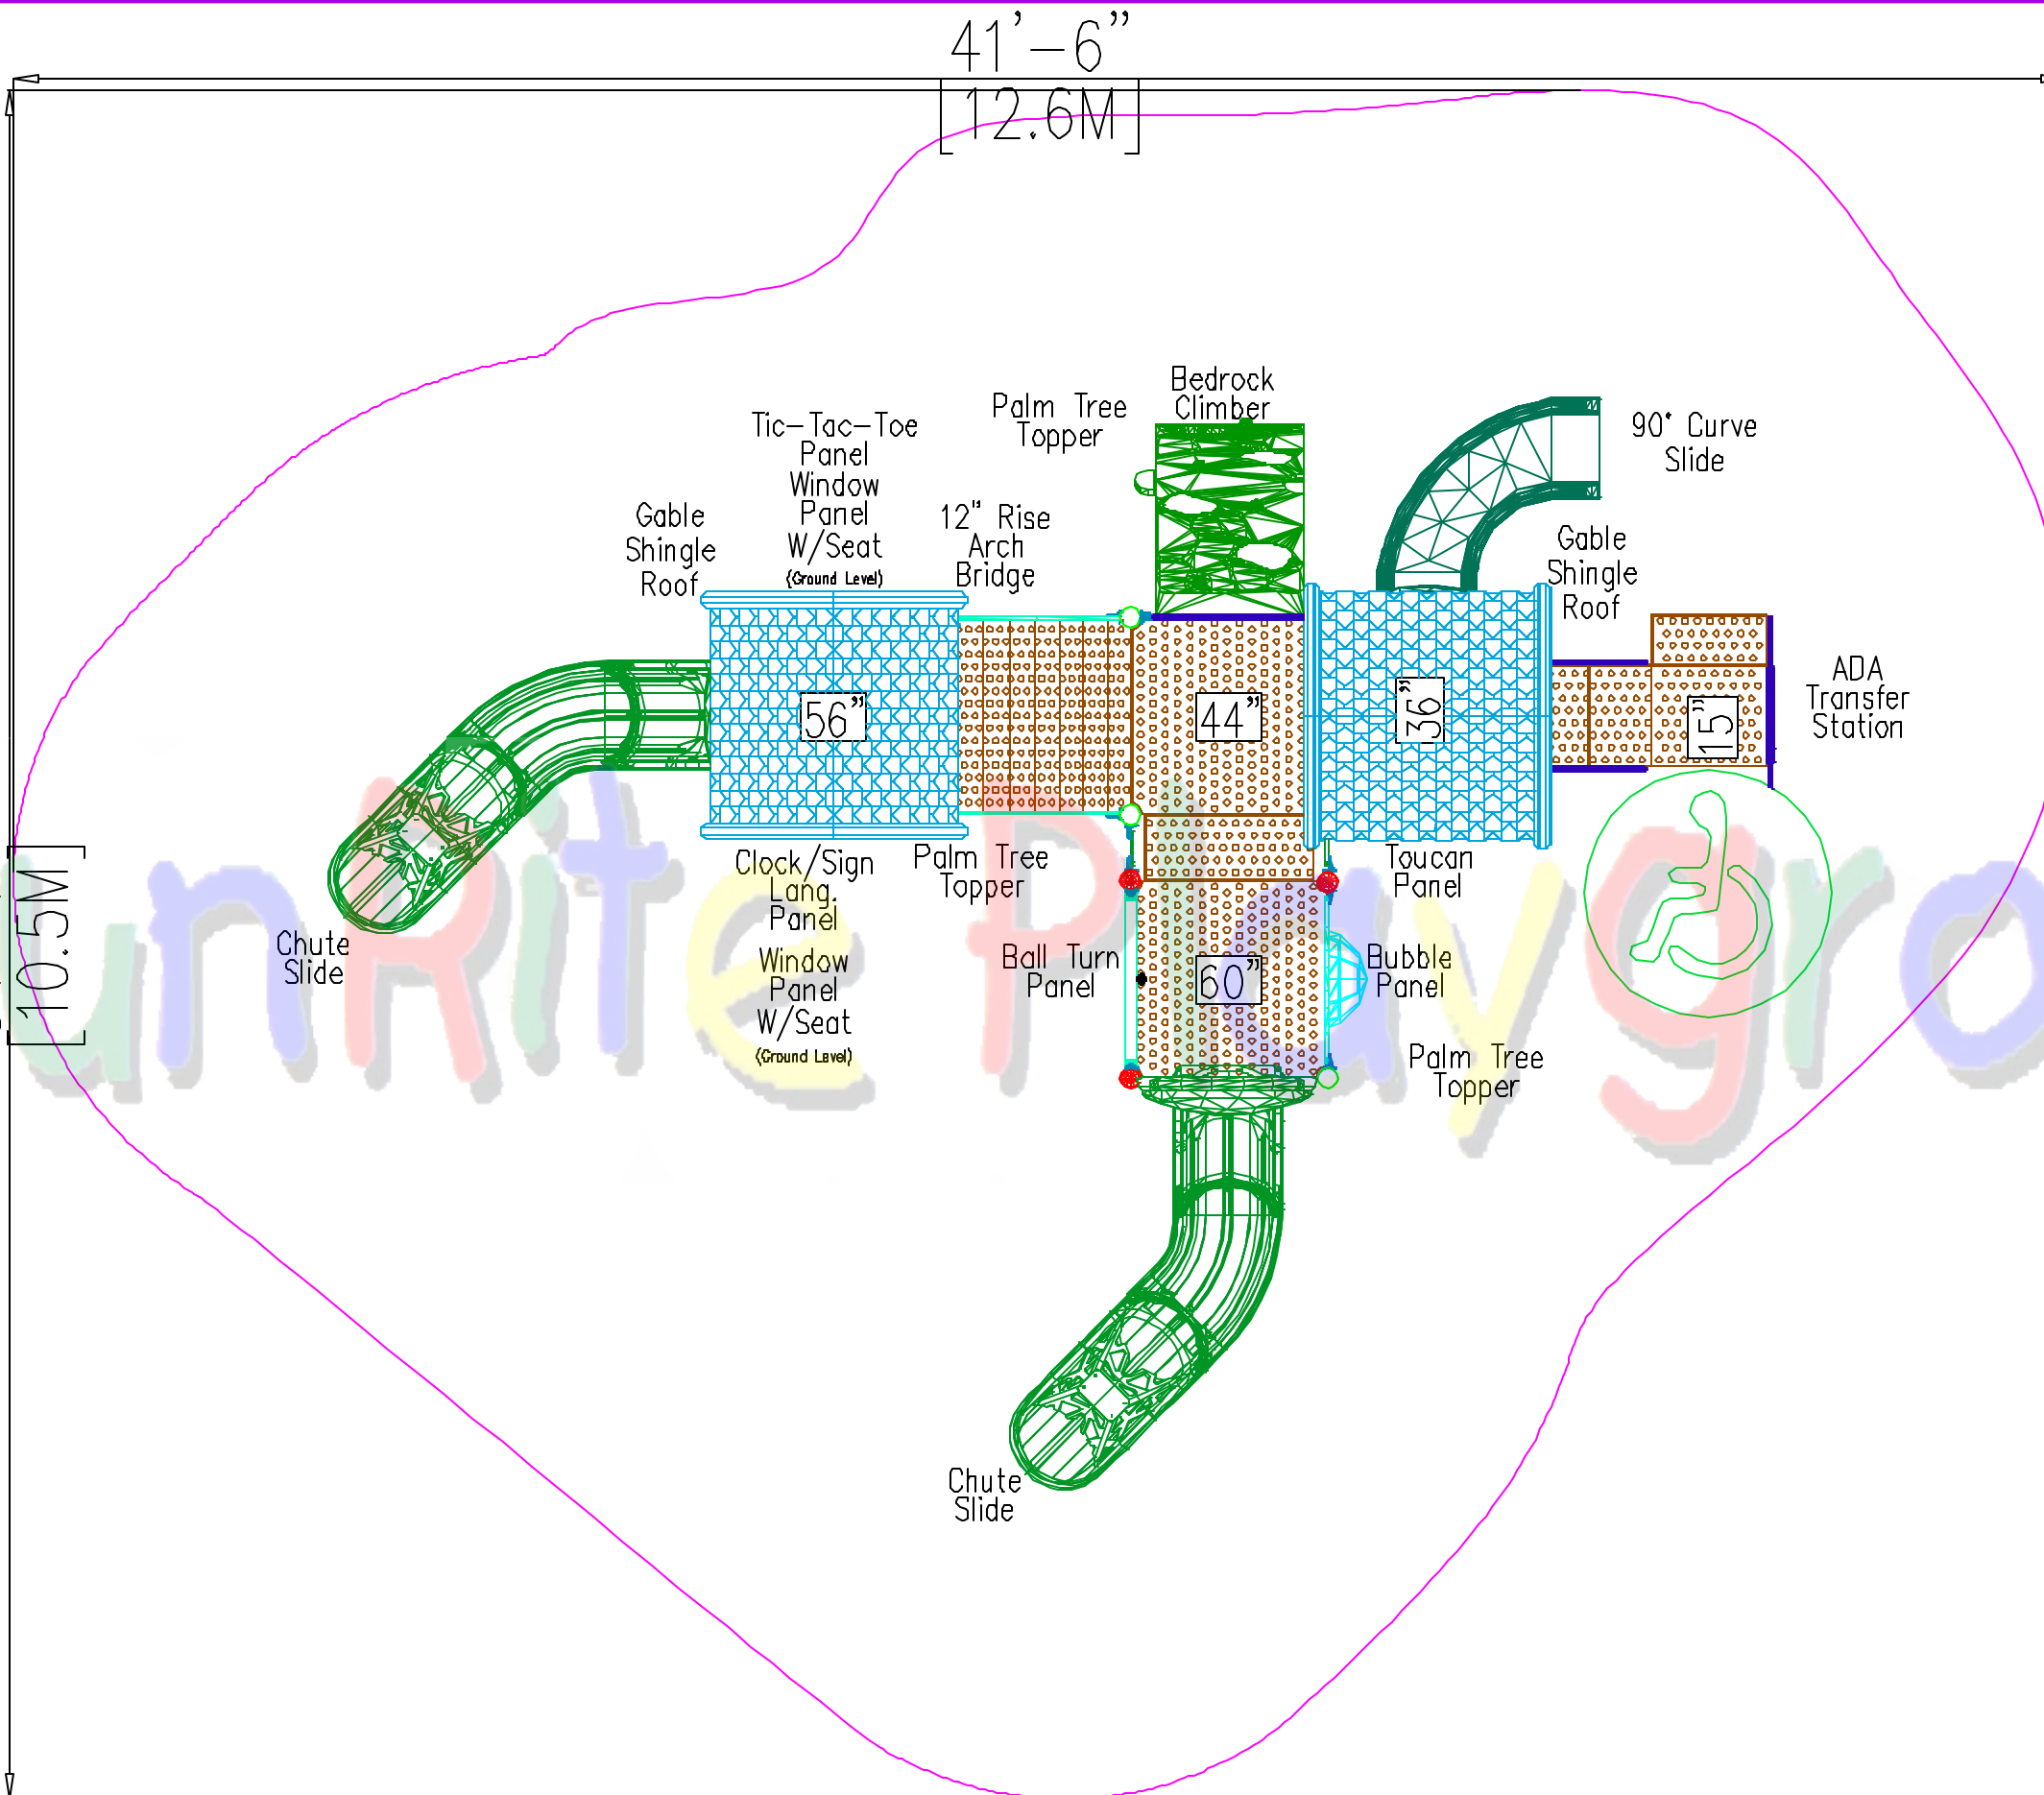 41'-6"
[12.6M]
Bedrock
Climber
Palm Tree
Topper
Tic-Tac-Toe
Panel
Window
Panel
W/Seat
(Ground Level)
90° Curve
Slide
Gable
Shingle
Roof
12" Rise
Arch
Bridge
Gable
Shingle
Roof
ADA
Transfer
Station
56"
44"
36"
15"
Clock/Sign
Lang.
Panel
Window
Panel
W/Seat
(Ground Level)
Palm Tree
Topper
Toucan
Panel
Chute
Slide
Ball Turn
Panel
60"
Bubble
Panel
Palm Tree
Topper
[10.5M]
Chute
Slide
unRite Playgro